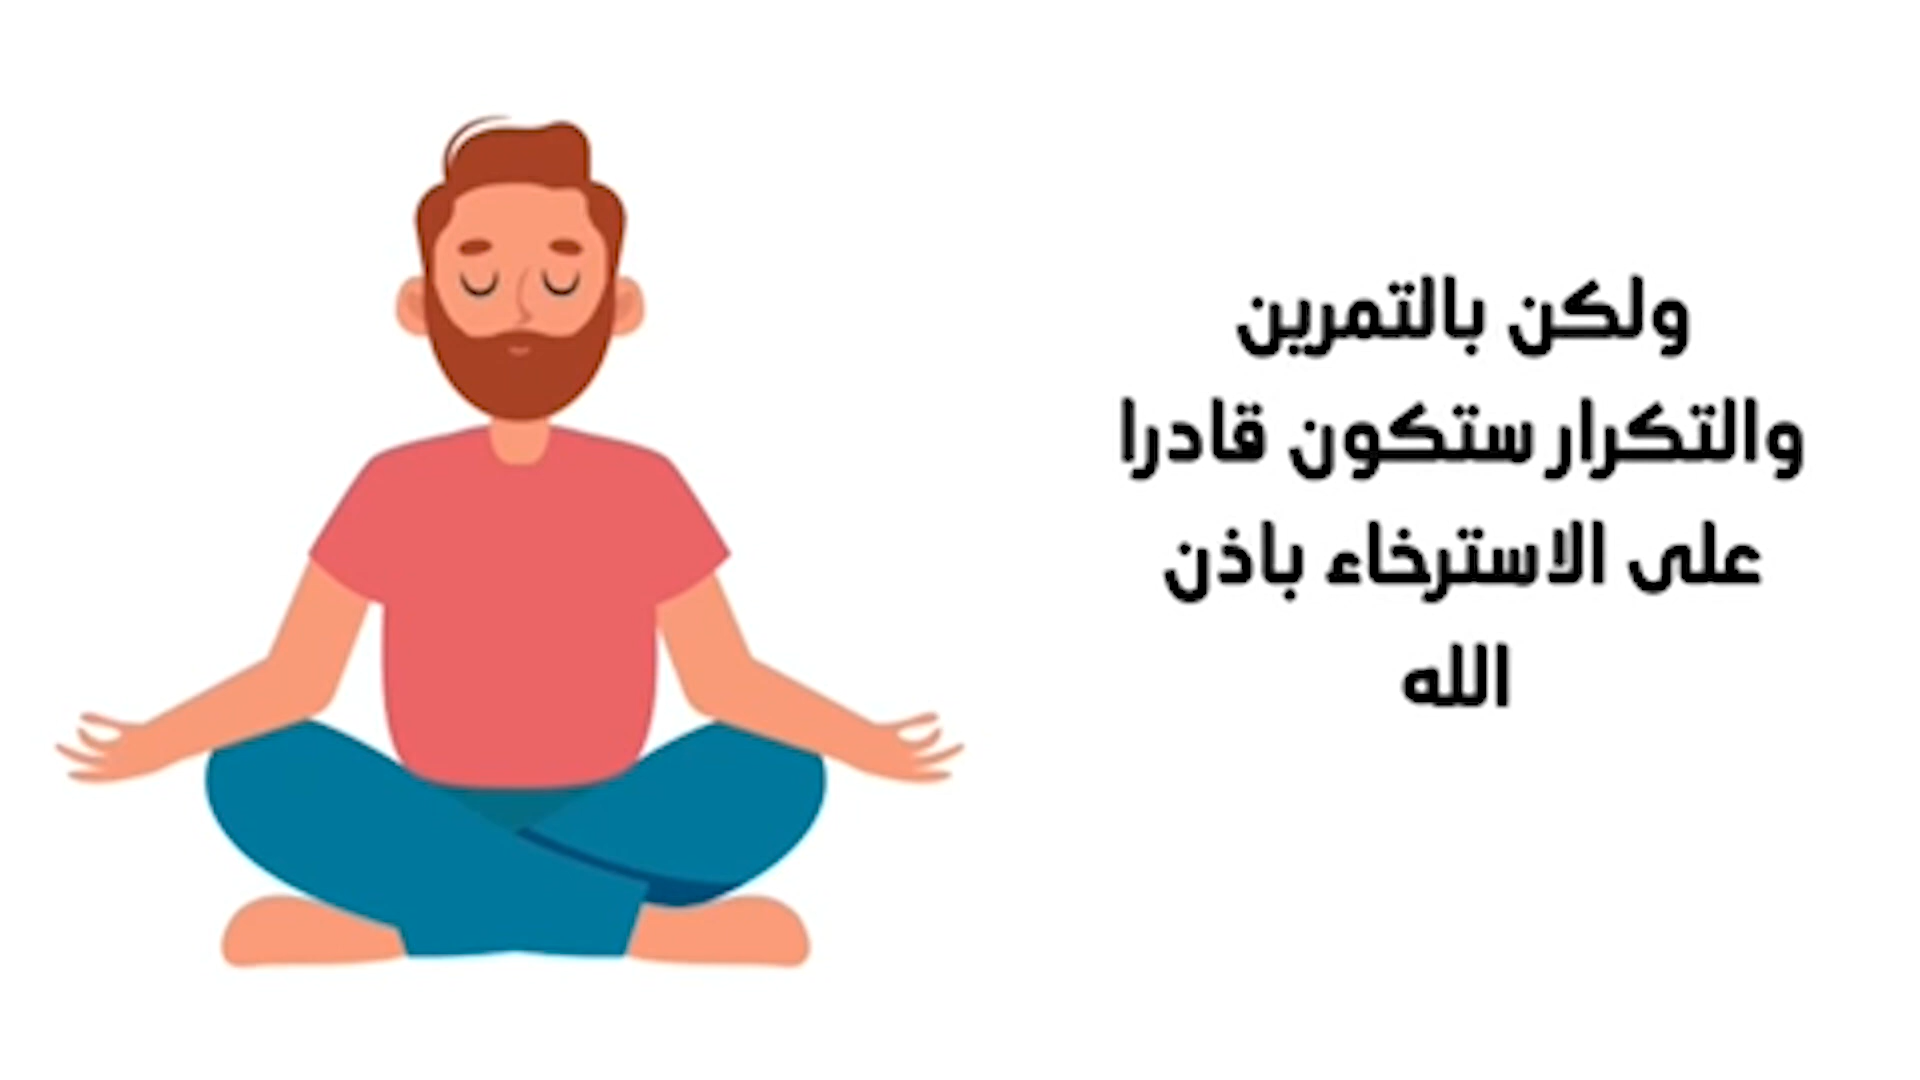 ولكن بالتمرين
والتكرار ستكون قادرا
على الاسترخاء باذن
الله